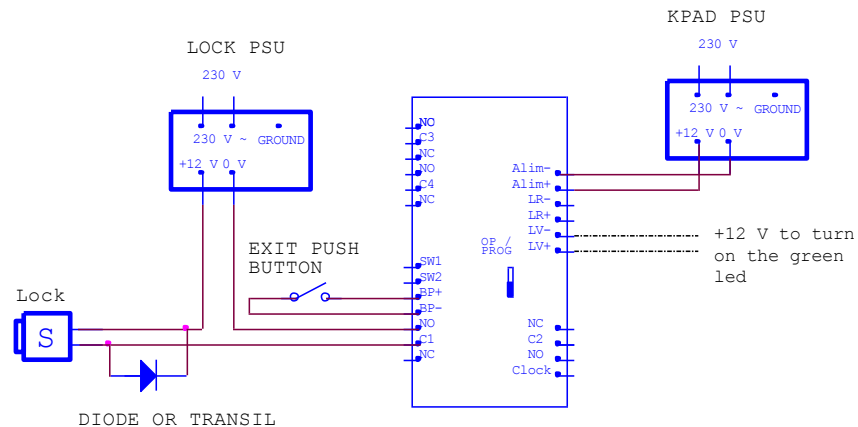 LOCK PSU
230 V
230 V ~ GROUND
+12 V 0 V
KPAD PSU
230 V
230 V ~ GROUND
+12 V 0 V
NO
C3
NC
NO
C4
NC
SW1
SW2
BP+
BP-
NO
C1
NC
OP /
PROG
Alim-
Alim+
LR-
LR+
LV-
LV+
NC
C2
NO
Clock
+12 V to turn
on the green
led
EXIT PUSH
BUTTON
Lock
S
DIODE OR TRANSIL